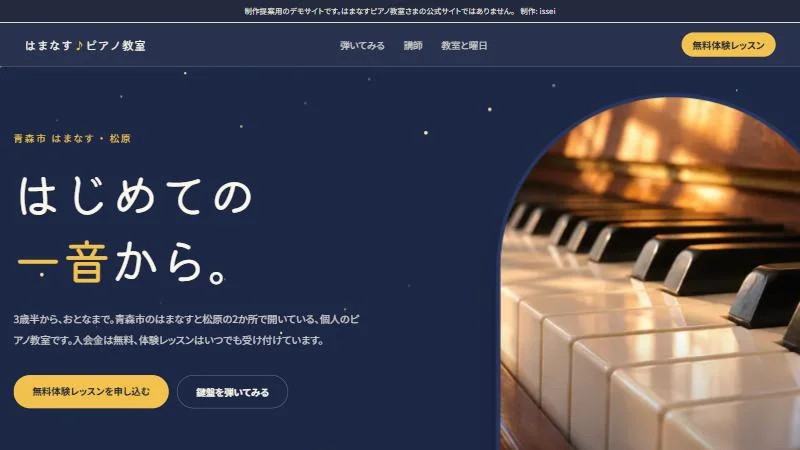 制作提案用のデモサイトです。はまなすピアノ教室さまの公式サイトではありません。 制作: issei
はまなす♪ピアノ教室
弾いてみる 講師 教室と曜日
無料体験レッスン
青森市 はまなす・松原
はじめての
一音から。
3歳半から、おとなまで。青森市のはまなすと松原の2か所で開いている、個人のピ
アノ教室です。入会金は無料、体験レッスンはいつでも受け付けています。
無料体験レッスンを申し込む
鍵盤を弾いてみる